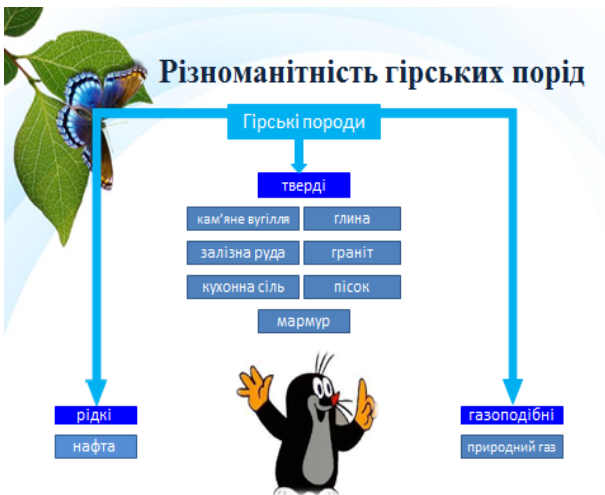 Різноманітність гірських порід
Гірські породи
тверді
кам’яне вугілля
глина
залізна руда
граніт
кухонна сіль
пісок
мармур
рідкі
газоподібні
нафта
природний газ